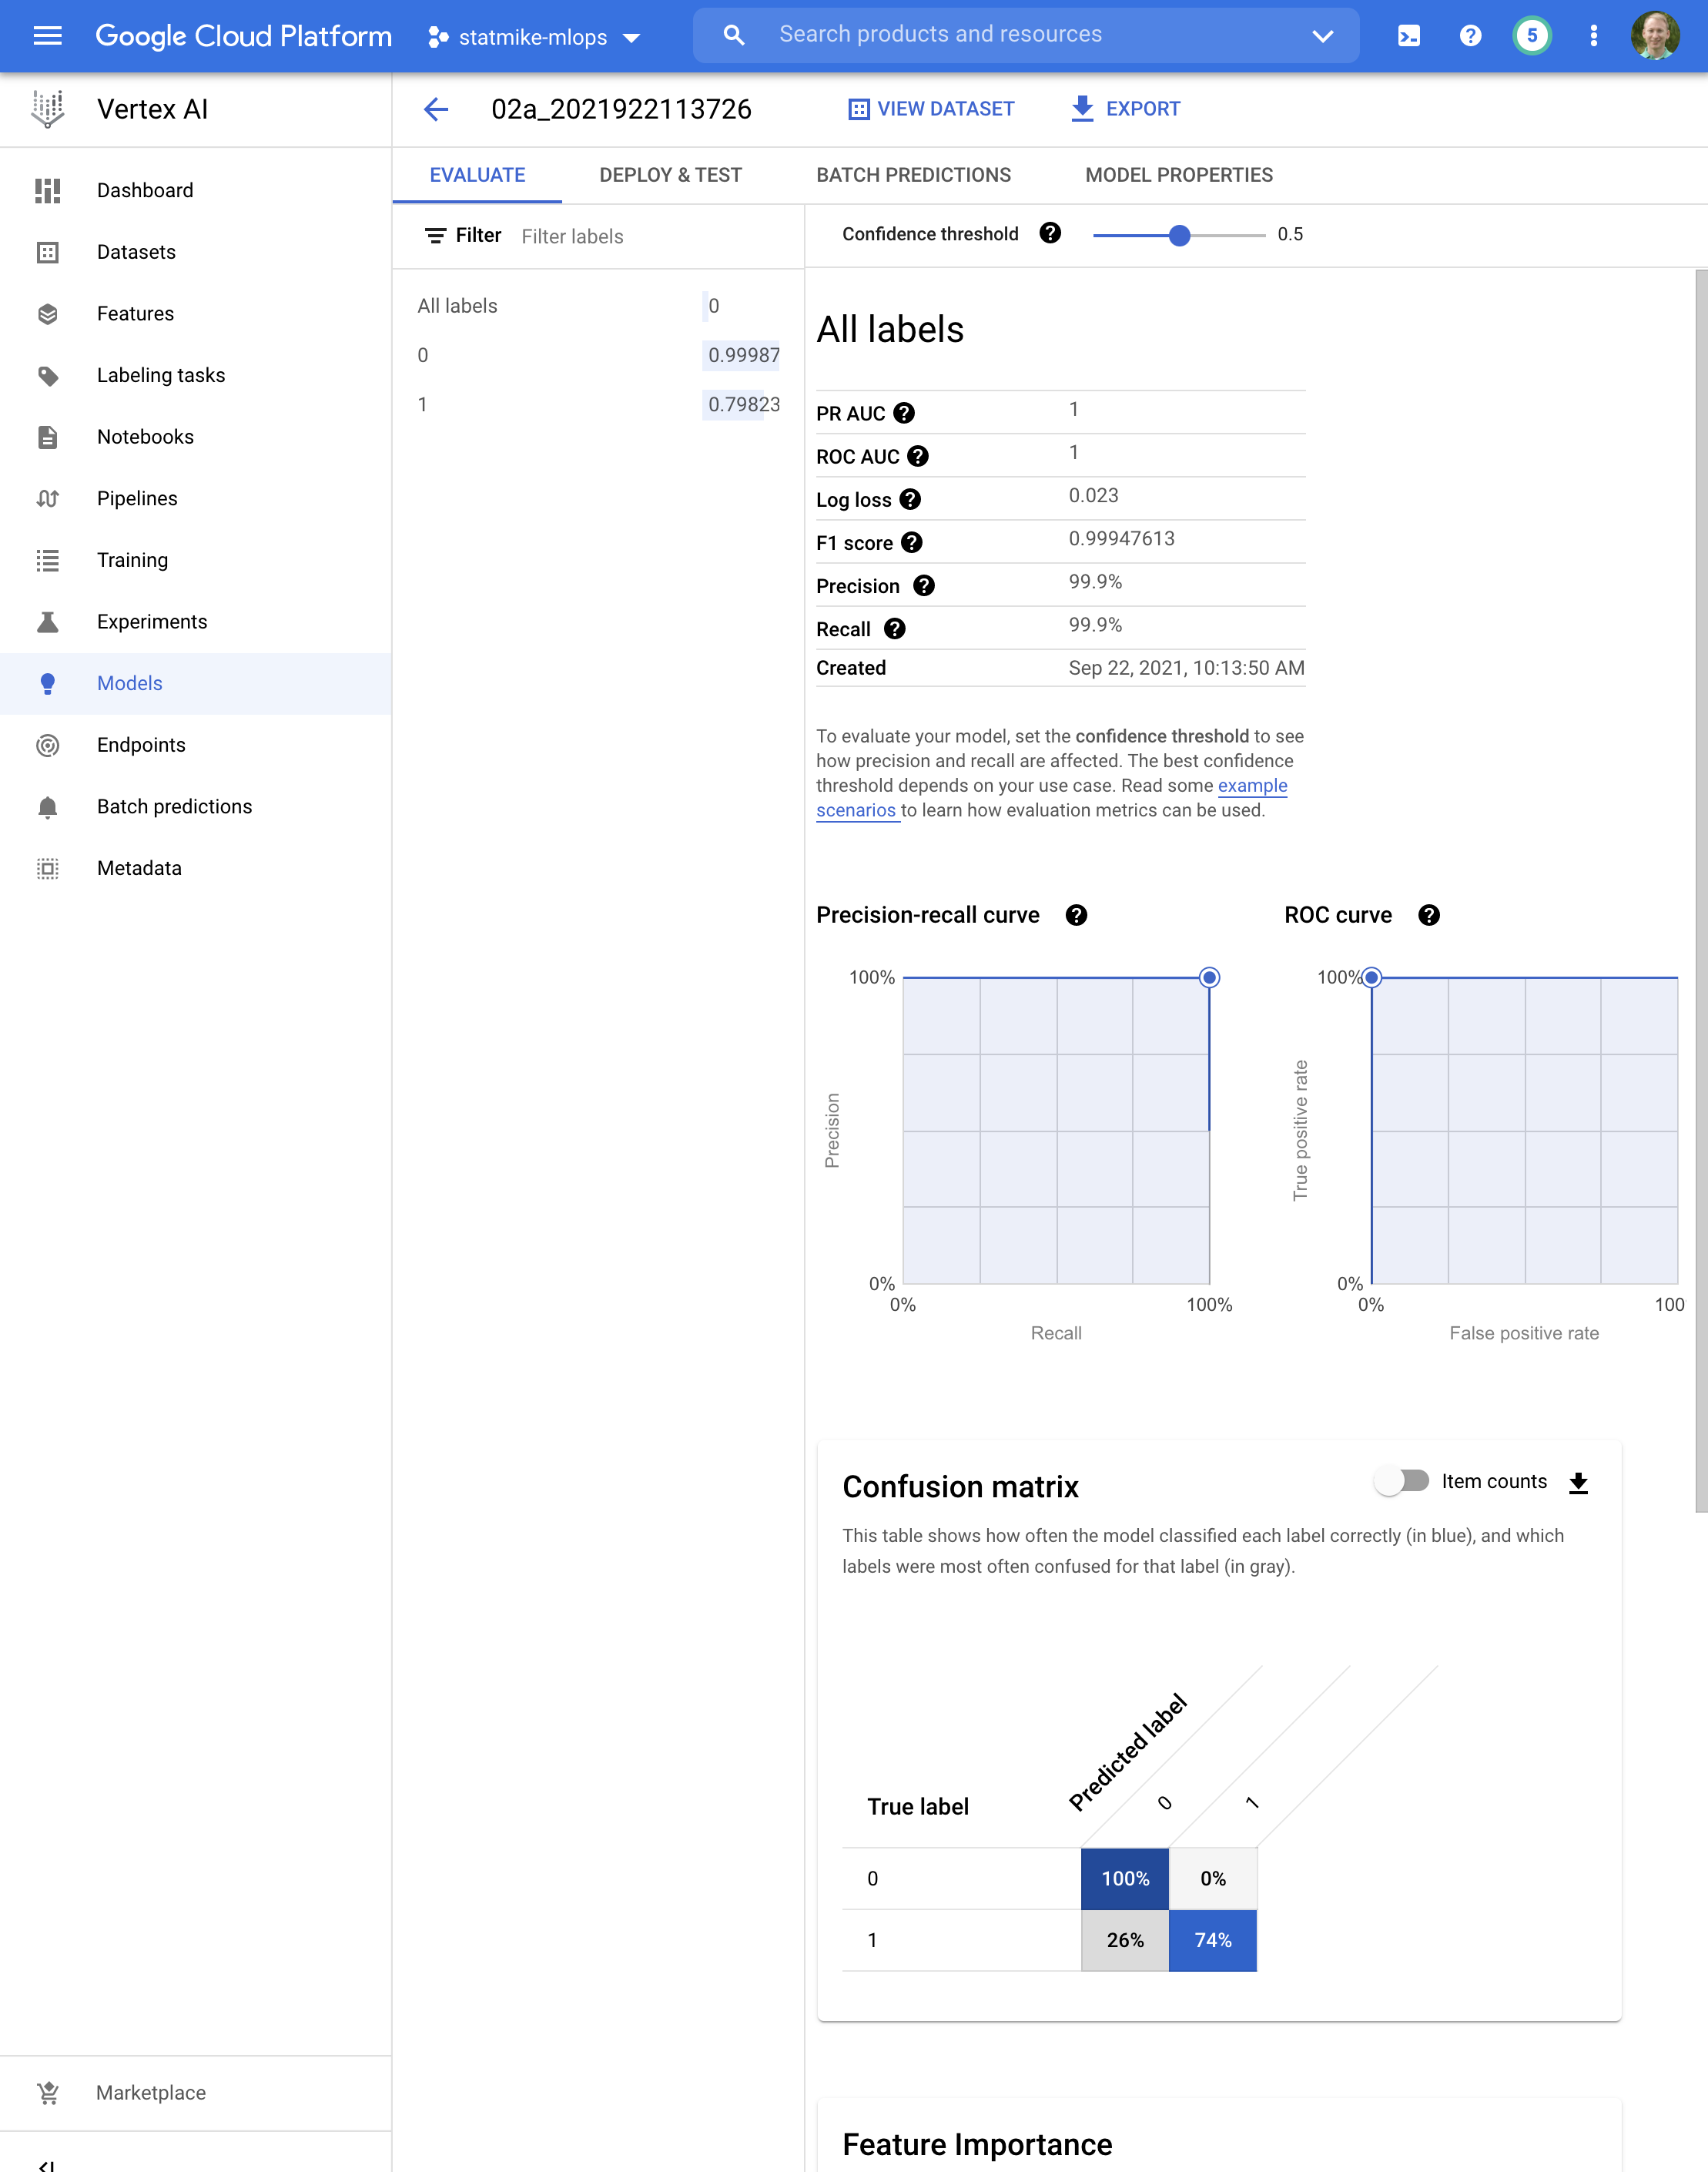 Google Cloud Platform
statmike-mlops
Search products and resources
5
Vertex AI
02a_2021922113726
VIEW DATASET
EXPORT
Dashboard
Datasets
Features
Labeling tasks
Notebooks
Pipelines
Training
Experiments
Models
Endpoints
Batch predictions
Metadata
Marketplace
EVALUATE
DEPLOY & TEST
BATCH PREDICTIONS
MODEL PROPERTIES
Filter Filter labels
All labels 0
0 0.99987
1 0.79823
Confidence threshold ? 0.5
All labels
PR AUC ? 1
ROC AUC ? 1
Log loss ? 0.023
F1 score ? 0.99947613
Precision ? 99.9%
Recall ? 99.9%
Created Sep 22, 2021, 10:13:50 AM
To evaluate your model, set the confidence threshold to see
how precision and recall are affected. The best confidence
threshold depends on your use case. Read some example
scenarios to learn how evaluation metrics can be used.
Precision-recall curve ?
100%
Precision
0%
0% 100%
Recall
ROC curve ?
100%
True positive rate
0%
0% 100
False positive rate
Confusion matrix
Item counts
This table shows how often the model classified each label correctly (in blue), and which
labels were most often confused for that label (in gray).
True label
Predicted label
0 1
0 100% 0%
1 26% 74%
Feature Importance